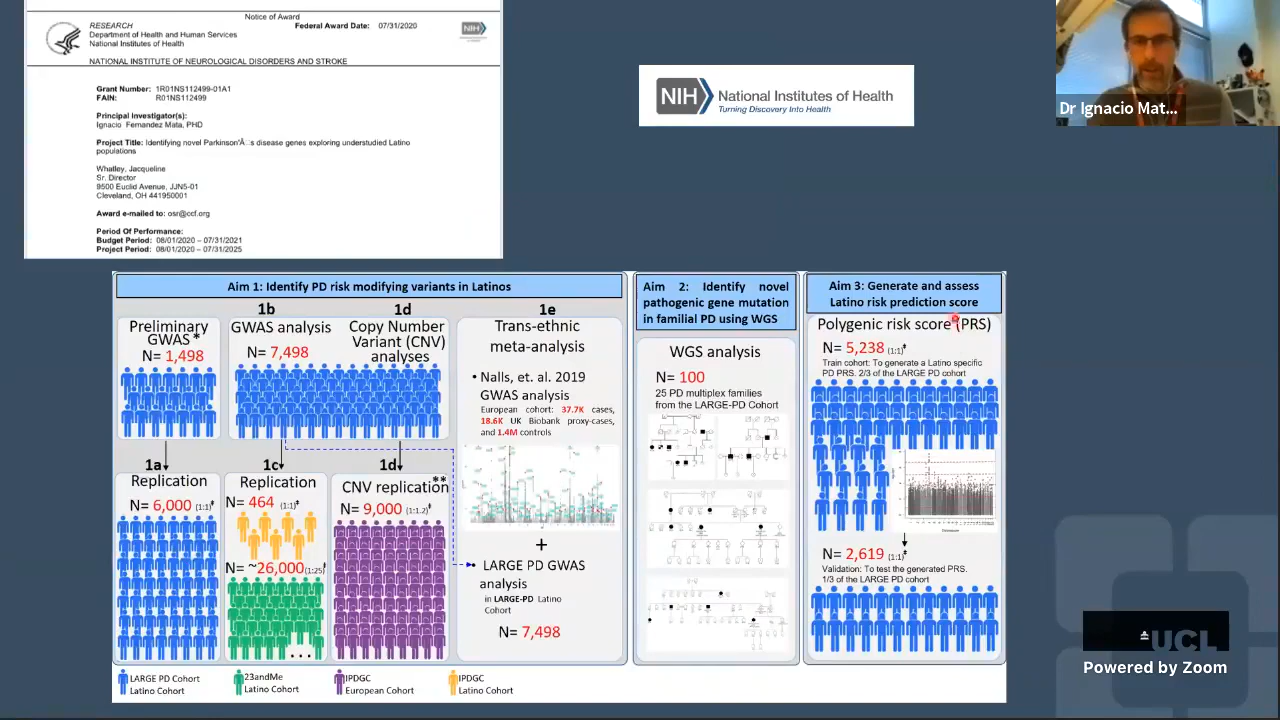 Notice of Award
RESEARCH
Federal Award Date: 07/31/2020
Department of Health and Human Services
National Institutes of Health
NIH
NATIONAL INSTITUTE OF NEUROLOGICAL DISORDERS AND STROKE
Grant Number: 1R01NS112499-01A1
FAIN: R01NS112499
Principal Investigator(s):
Ignacio Fernandez Mata, PHD
Project Title: Identifying novel Parkinson'Â□s disease genes exploring understudied Latino
populations
Whalley, Jacqueline
Sr. Director
9500 Euclid Avenue, JJN5-01
Cleveland, OH 441950001
Award e-mailed to: osr@ccf.org
Period Of Performance:
Budget Period: 08/01/2020 – 07/31/2021
Project Period: 08/01/2020 – 07/31/2025
NIH National Institutes of Health
Turning Discovery Into Health
Dr Ignacio Mat...
Aim 1: Identify PD risk modifying variants in Latinos
Preliminary
GWAS *
N= 1,498
1a
Replication
N= 6,000 (1:1)‡
1b
GWAS analysis
N= 7,498
1d
Copy Number
Variant (CNV)
analyses
1c
Replication
N= 464 (1:1)‡
N= ~26,000(1:25)‡
...
1d
CNV replication**
N= 9,000 (1:1.2)‡
1e
Trans-ethnic
meta-analysis
• Nalls, et. al. 2019
GWAS analysis
European cohort: 37.7K cases,
18.6K UK Biobank proxy-cases,
and 1.4M controls
+
• LARGE PD GWAS
analysis
in LARGE-PD Latino
Cohort
N= 7,498
Aim 2: Identify novel
pathogenic gene mutation
in familial PD using WGS
WGS analysis
N= 100
25 PD multiplex families
from the LARGE-PD Cohort
Aim 3: Generate and assess
Latino risk prediction score
Polygenic risk score (PRS)
N= 5,238 (1:1)‡
Train cohort: To generate a Latino specific
PD PRS. 2/3 of the LARGE PD cohort
N= 2,619 (1:1)‡
Validation: To test the generated PRS.
1/3 of the LARGE PD cohort
LARGE PD Cohort
Latino Cohort
23andMe
Latino Cohort
IPDGC
European Cohort
IPDGC
Latino Cohort
UCL
Powered by Zoom